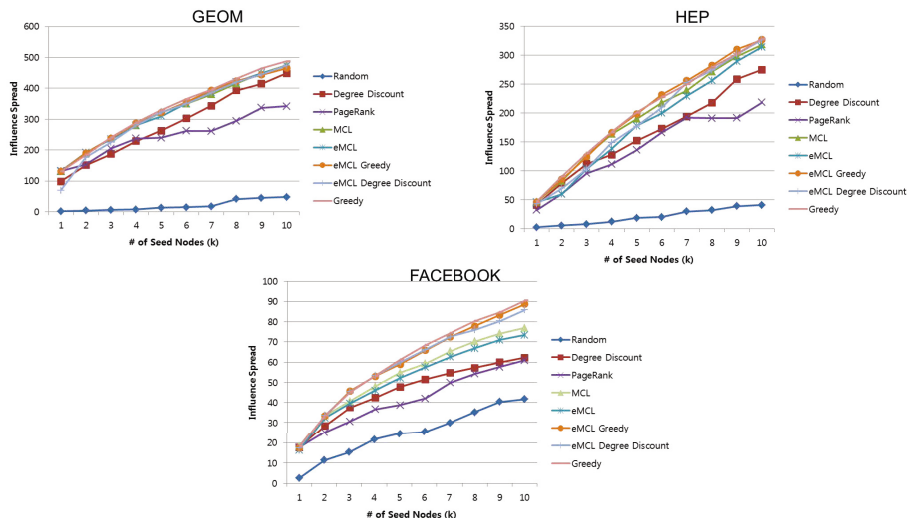 GEOM
600
500
400
300
200
100
0
Influence Spread
1 2 3 4 5 6 7 8 9 10
# of Seed Nodes (k)
Random
Degree Discount
PageRank
MCL
eMCL
eMCL Greedy
eMCL Degree Discount
Greedy
HEP
350
300
250
200
150
100
50
0
Influence Spread
1 2 3 4 5 6 7 8 9 10
# of Seed Nodes (k)
Random
Degree Discount
PageRank
MCL
eMCL
eMCL Greedy
eMCL Degree Discount
Greedy
FACEBOOK
100
90
80
70
60
50
40
30
20
10
0
Influence Spread
1 2 3 4 5 6 7 8 9 10
# of Seed Nodes (k)
Random
Degree Discount
PageRank
MCL
eMCL
eMCL Greedy
eMCL Degree Discount
Greedy